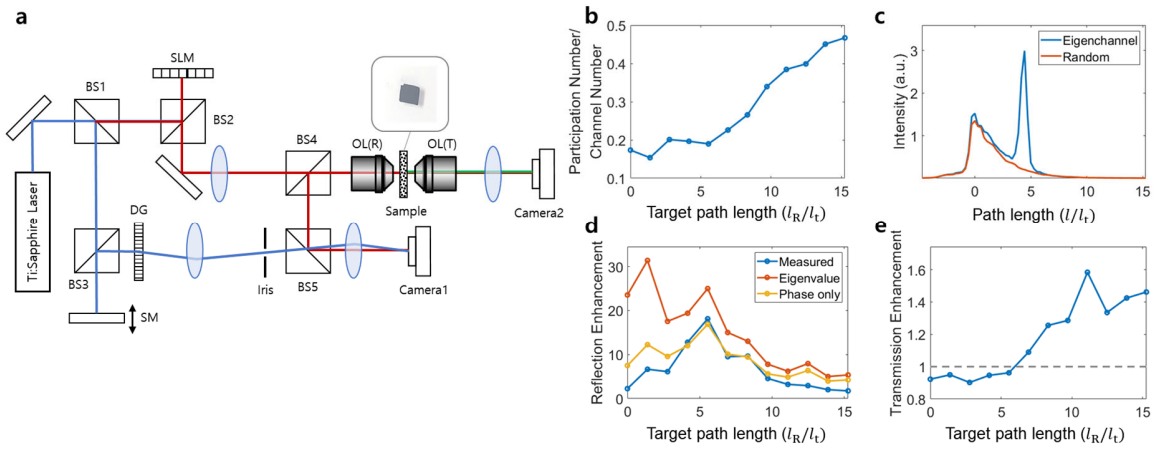 a
SLM
BS1
BS2
BS4
OL(R)
OL(T)
Sample
Camera2
Ti:Sapphire Laser
DG
BS3
Iris
BS5
Camera1
SM
b
Participation Number/
Channel Number
0.5
0.4
0.3
0.2
0.1
0
5
10
15
Target path length (lR/lt)
c
Intensity (a.u.)
3
2
1
0
Eigenchannel
Random
0
5
10
15
Path length (l/lt)
d
Reflection Enhancement
30
20
10
0
Measured
Eigenvalue
Phase only
0
5
10
15
Target path length (lR/lt)
e
Transmission Enhancement
1.8
1.6
1.4
1.2
1
0.8
0
5
10
15
Target path length (lR/lt)